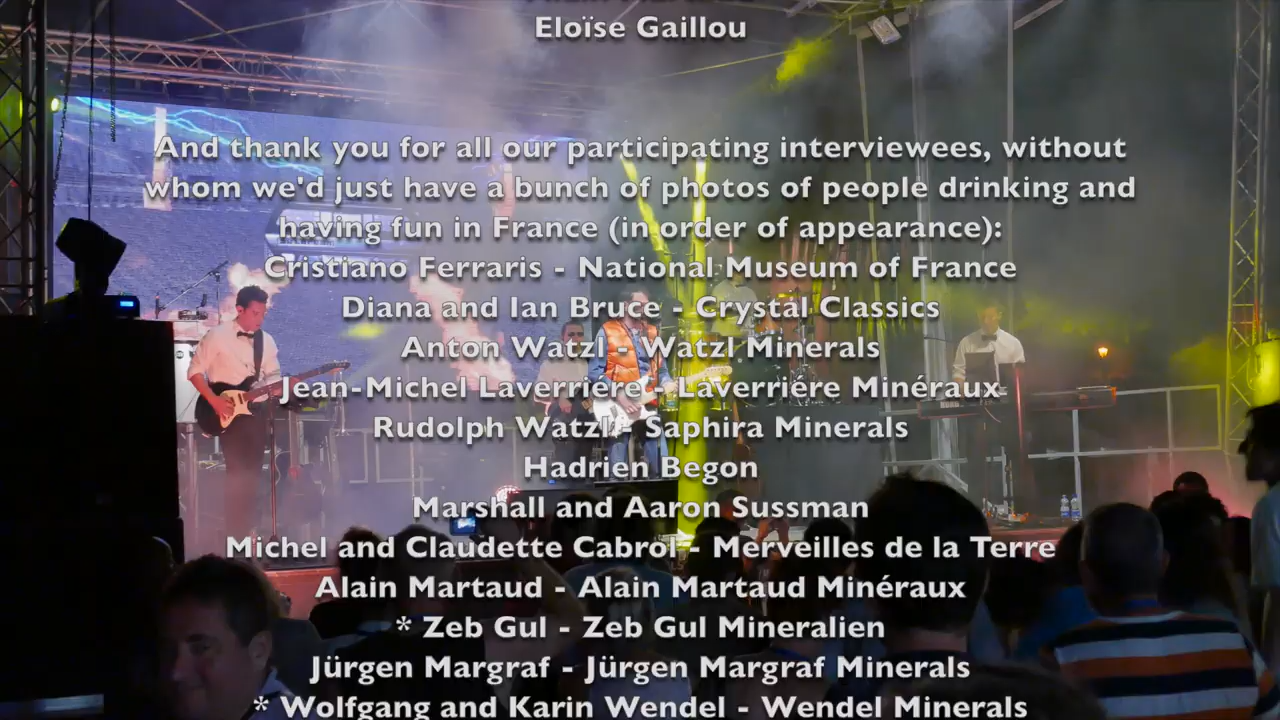 Eloïse Gaillou
And thank you for all our participating interviewees, without
whom we'd just have a bunch of photos of people drinking and
having fun in France (in order of appearance):
Cristiano Ferraris - National Museum of France
Diana and Ian Bruce - Crystal Classics
Anton Watzl - Watzl Minerals
Jean-Michel Laverriére - Laverriére Minéraux
Rudolph Watzl - Saphira Minerals
Hadrien Begon
Marshall and Aaron Sussman
Michel and Claudette Cabrol - Merveilles de la Terre
Alain Martaud - Alain Martaud Minéraux
* Zeb Gul - Zeb Gul Mineralien
Jürgen Margraf - Jürgen Margraf Minerals
* Wolfgang and Karin Wendel - Wendel Minerals